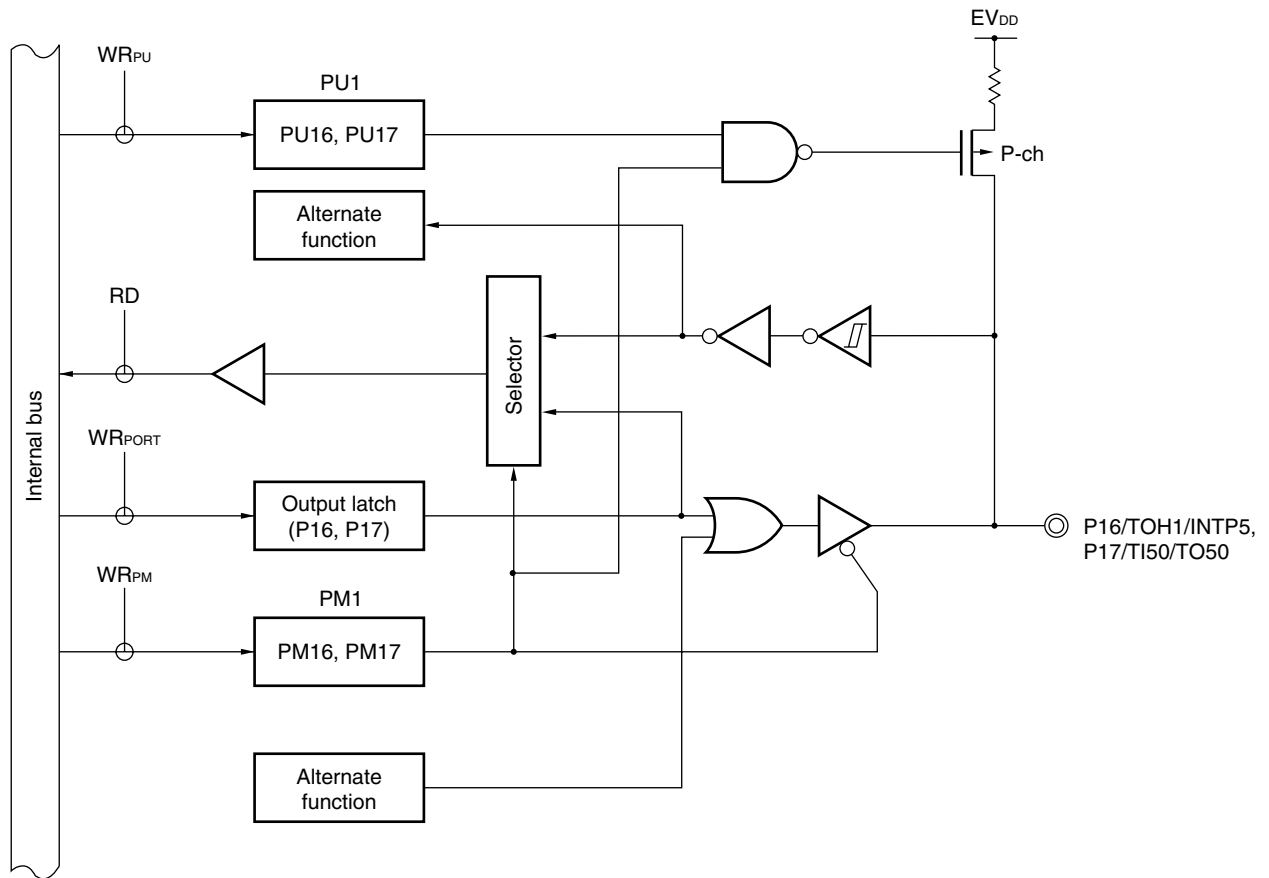 EVDD
WRPU
PU1
PU16, PU17
P-ch
Alternate
function
RD
Selector
Internal bus
WRPORT
Output latch
(P16, P17)
P16/TOH1/INTP5,
P17/TI50/TO50
WRPM
PM1
PM16, PM17
Alternate
function